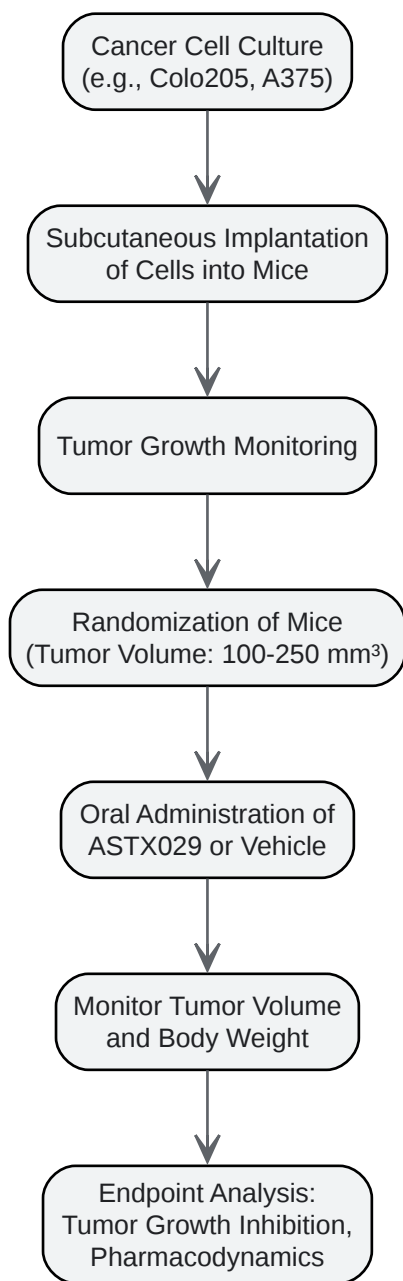 Cancer Cell Culture
(e.g., Colo205, A375)
Subcutaneous Implantation
of Cells into Mice
Tumor Growth Monitoring
Randomization of Mice
(Tumor Volume: 100-250 mm³)
Oral Administration of
ASTX029 or Vehicle
Monitor Tumor Volume
and Body Weight
Endpoint Analysis:
Tumor Growth Inhibition,
Pharmacodynamics